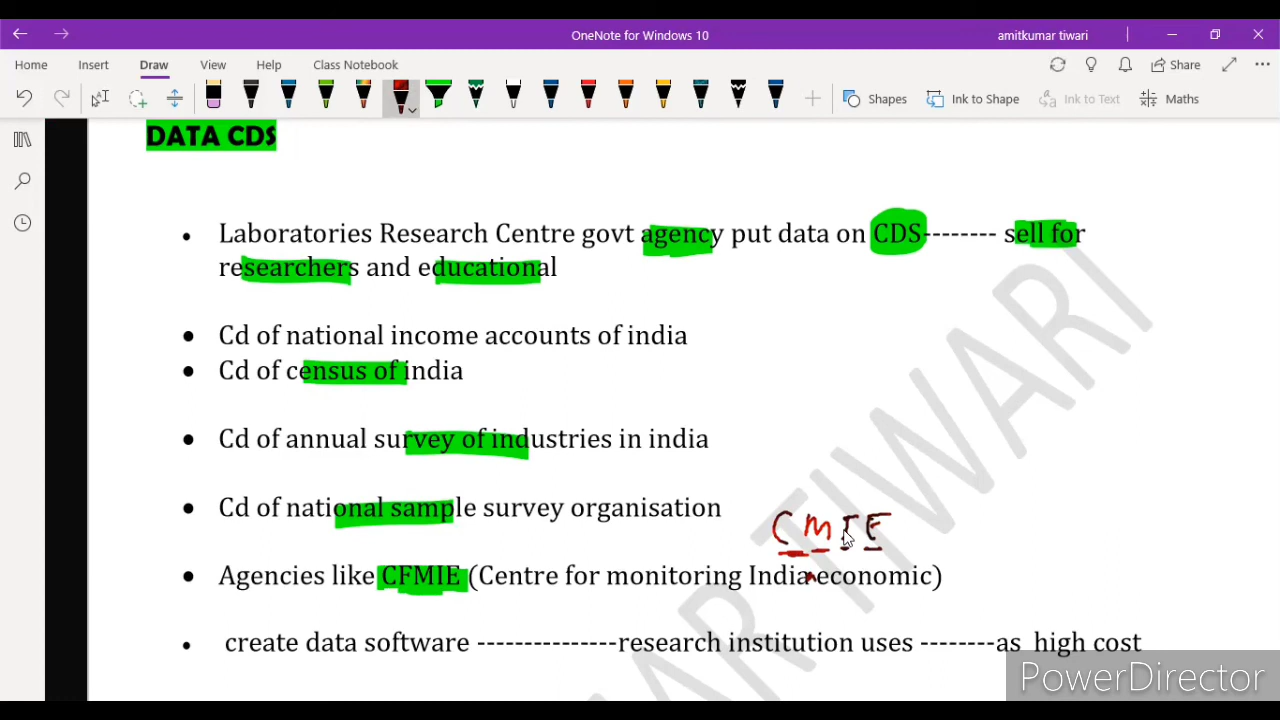 OneNote for Windows 10
amitkumar tiwari
Home Insert Draw View Help Class Notebook
Share
Shapes Ink to Shape Ink to Text Maths
DATA CDS
• Laboratories Research Centre govt agency put data on CDS-------- sell for
researchers and educational
• Cd of national income accounts of india
• Cd of census of india
• Cd of annual survey of industries in india
• Cd of national sample survey organisation
CMIE
• Agencies like CFMIE (Centre for monitoring India economic)
• create data software ---------------research institution uses --------as high cost
TIWARI
PowerDirector